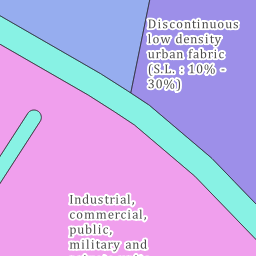 Discontinuous
low density
urban fabric
(S.L. : 10% -
30%)
Industrial,
commercial,
public,
military and